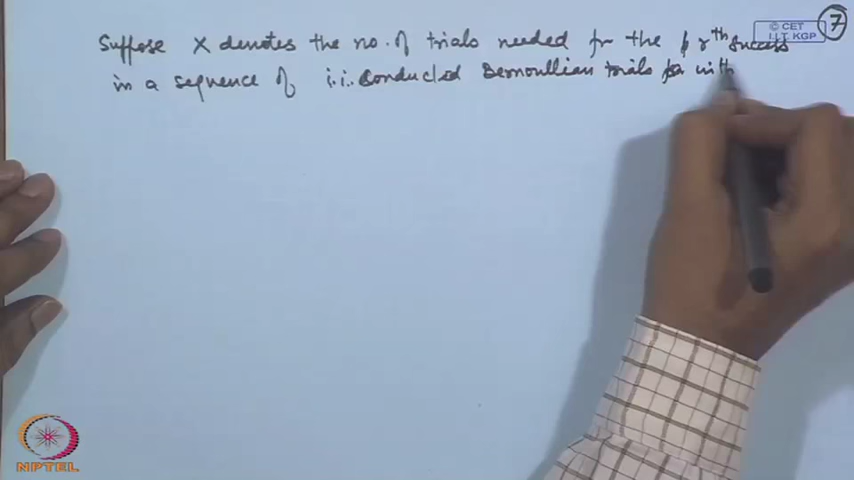 Suppose X denotes the no. of trials needed for the rth success
in a sequence of i.i. conducted Bernoullian trials with
© CET
I.I.T. KGP
7
NPTEL